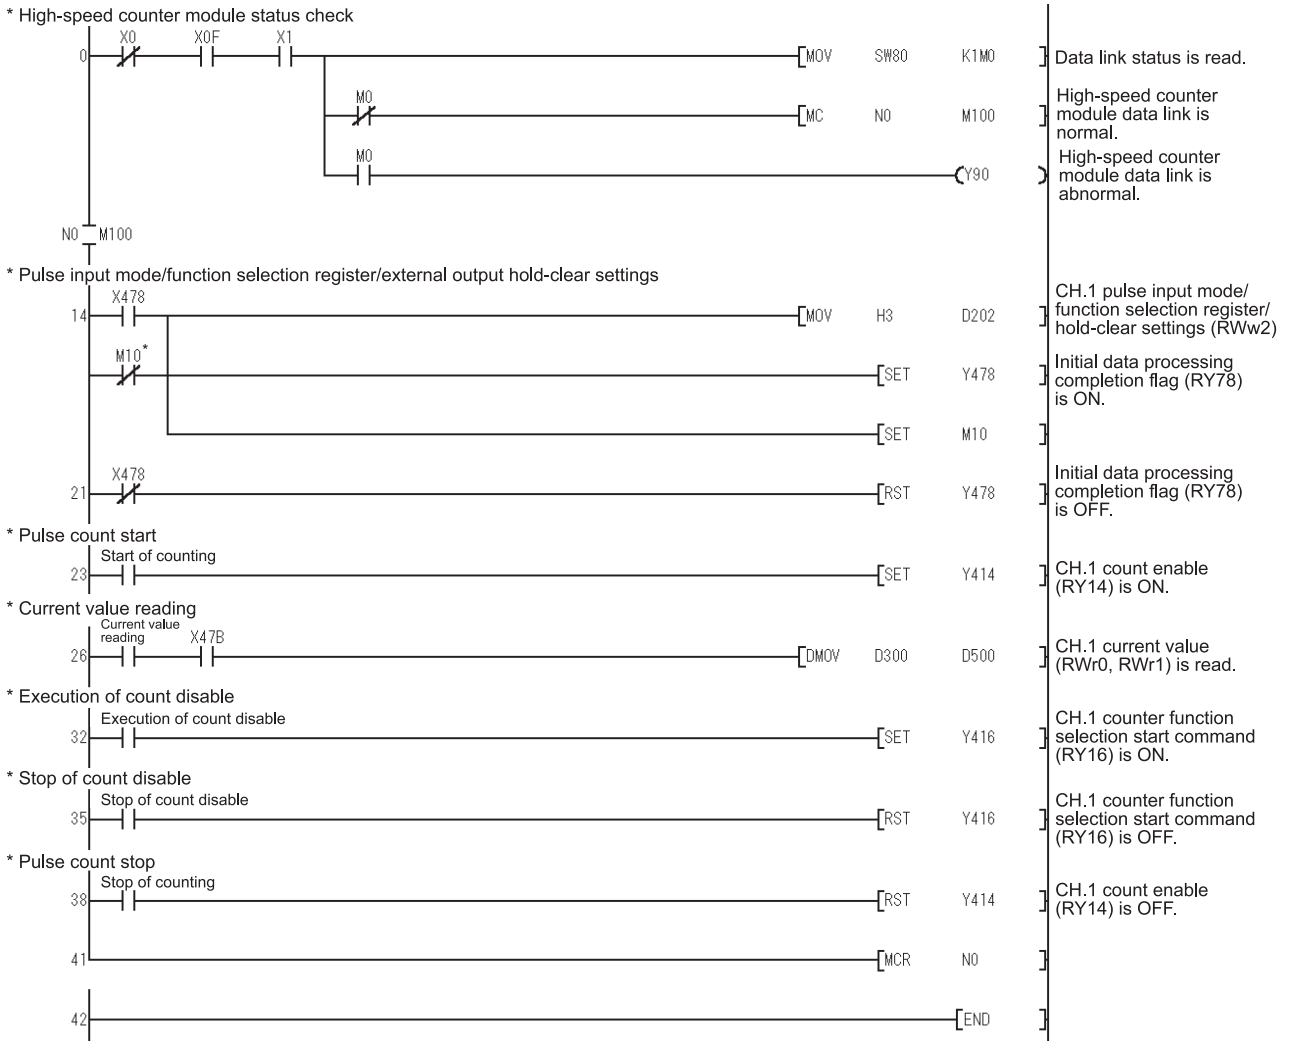 * High-speed counter module status check
X0 X0F X1
0 MOV SW80 K1M0 Data link status is read.
M0
MC N0 M100
High-speed counter
module data link is
normal.
M0
Y90
High-speed counter
module data link is
abnormal.
N0 M100
* Pulse input mode/function selection register/external output hold-clear settings
X478
14 MOV H3 D202
CH.1 pulse input mode/
function selection register/
hold-clear settings (RWw2)
M10*
SET Y478
Initial data processing
completion flag (RY78)
is ON.
SET M10
X478
21 RST Y478
Initial data processing
completion flag (RY78)
is OFF.
* Pulse count start
Start of counting
23 SET Y414
CH.1 count enable
(RY14) is ON.
* Current value reading
Current value
reading X47B
26 DMOV D300 D500
CH.1 current value
(RWr0, RWr1) is read.
* Execution of count disable
Execution of count disable
32 SET Y416
CH.1 counter function
selection start command
(RY16) is ON.
* Stop of count disable
Stop of count disable
35 RST Y416
CH.1 counter function
selection start command
(RY16) is OFF.
* Pulse count stop
Stop of counting
38 RST Y414
CH.1 count enable
(RY14) is OFF.
41 MCR N0
42 END